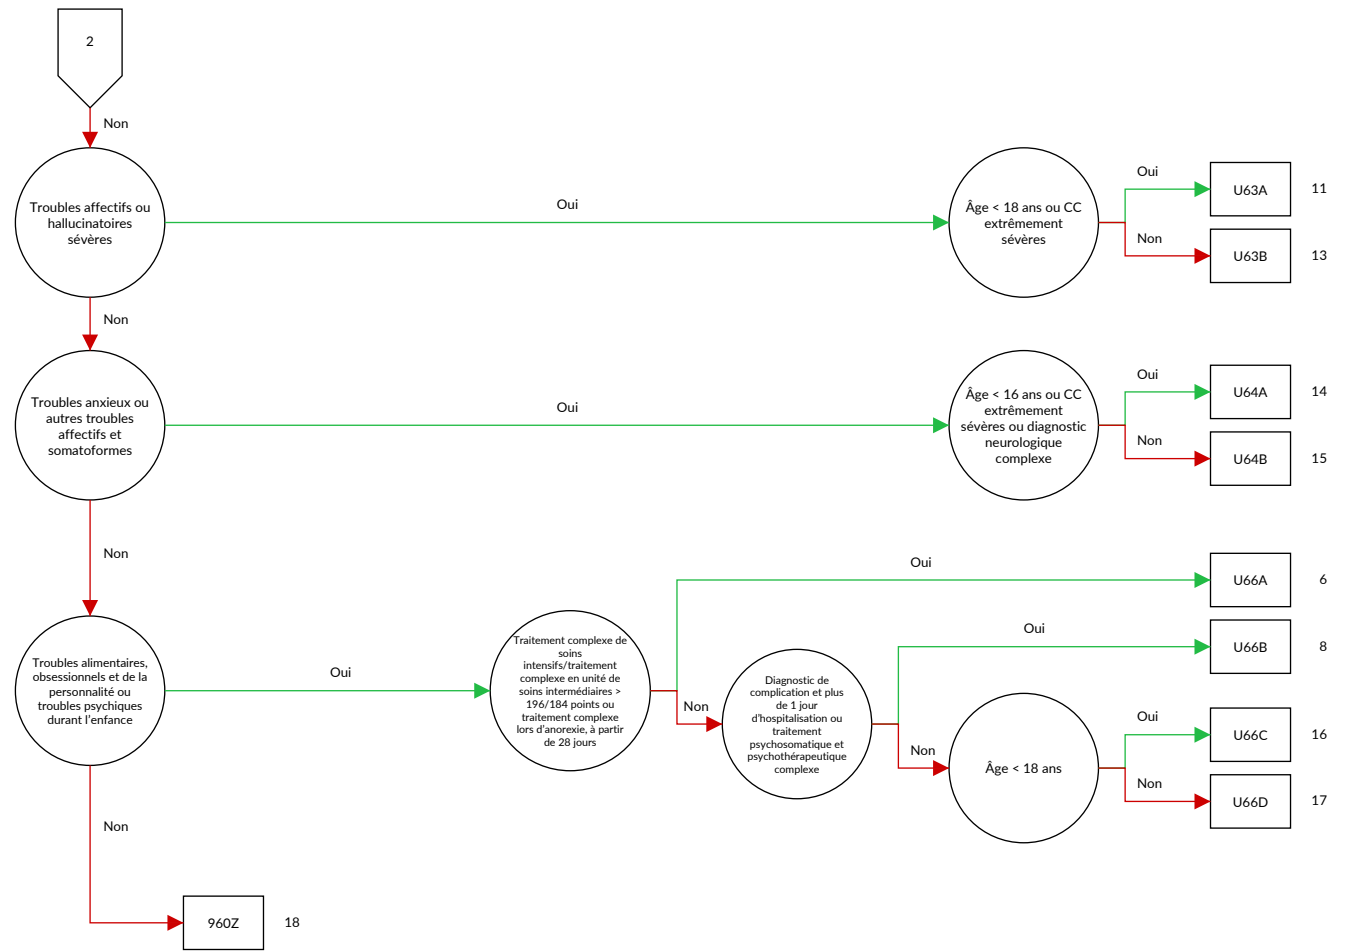 2
Non
Troubles affectifs ou
hallucinatoires
sévères
Oui
Âge < 18 ans ou CC
extrêmement
sévères
Oui
U63A
11
Non
U63B
13
Non
Troubles anxieux ou
autres troubles
affectifs et
somatoformes
Oui
Âge < 16 ans ou CC
extrêmement
sévères ou diagnostic
neurologique
complexe
Oui
U64A
14
Non
U64B
15
Non
Troubles alimentaires,
obsessionnels et de la
personnalité ou
troubles psychiques
durant l'enfance
Oui
Traitement complexe de
soins
intensifs/traitement
complexe en unité de
soins intermédiaires >
196/184 points ou
traitement complexe
lors d'anorexie, à partir
de 28 jours
Oui
U66A
6
Non
Diagnostic de
complication et plus
de 1 jour
d'hospitalisation ou
traitement
psychosomatique et
psychothérapeutique
complexe
Oui
U66B
8
Non
Âge < 18 ans
Oui
U66C
16
Non
U66D
17
Non
960Z
18